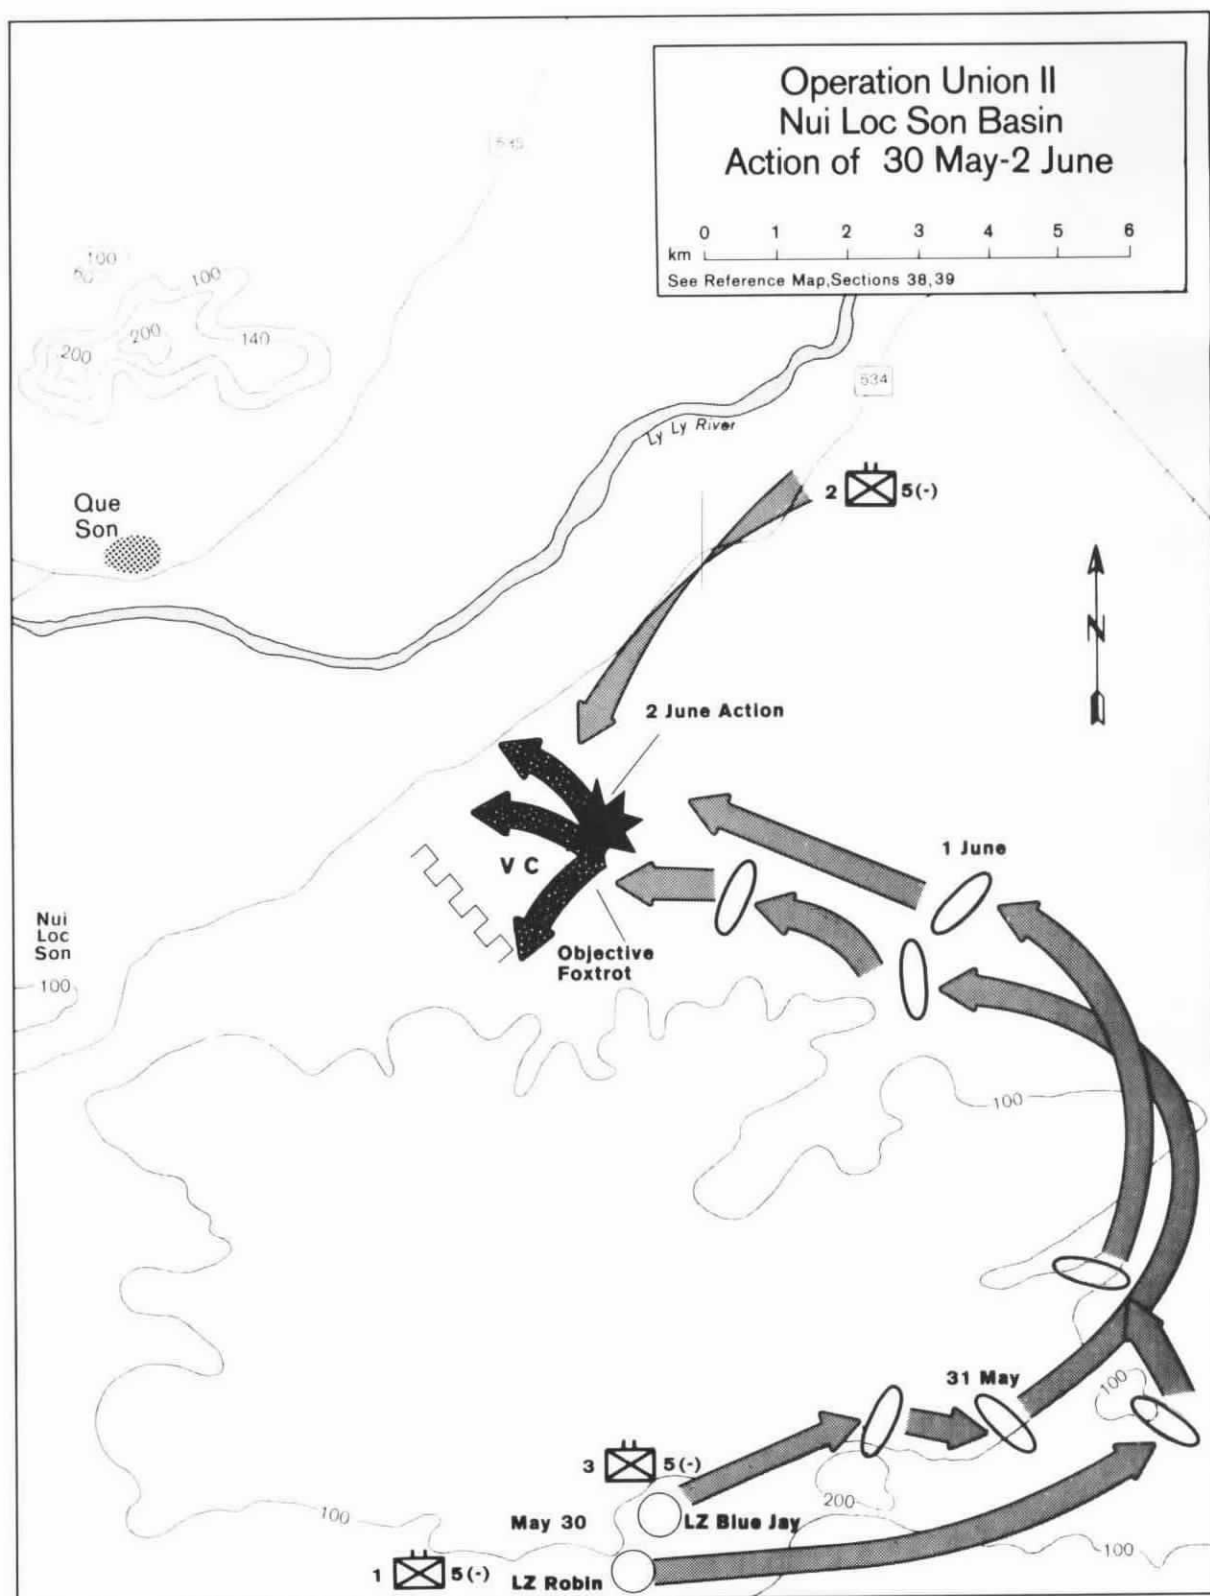 Operation Union II
Nui Loc Son Basin
Action of 30 May-2 June
0 1 2 3 4 5 6
km
See Reference Map, Sections 38,39
535
100
100
200
200
140
534
Ly Ly River
2 5(-)
Que
Son
N
2 June Action
1 June
V C
Nui
Loc
Son
100
Objective
Foxtrot
100
31 May
100
3 5(-)
200
100
May 30
LZ Blue Jay
100
1 5(-)
LZ Robin